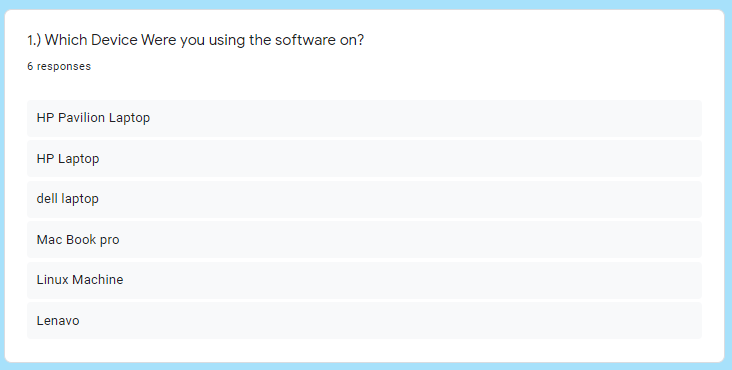 1.) Which Device Were you using the software on?
6 responses
HP Pavilion Laptop
HP Laptop
dell laptop
Mac Book pro
Linux Machine
Lenavo